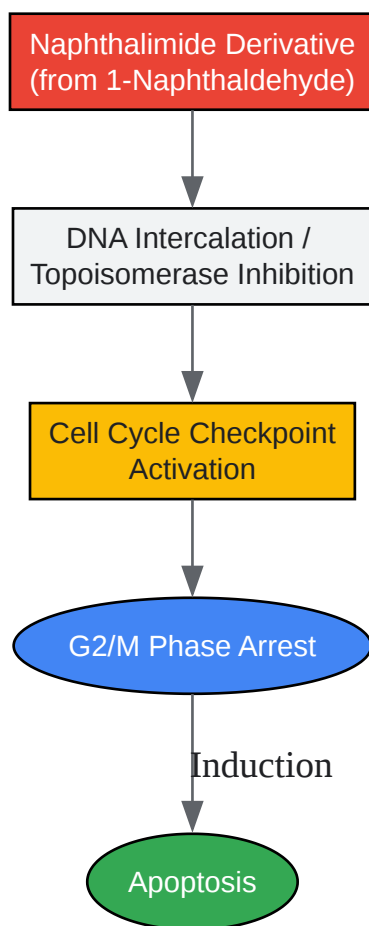 Naphthalimide Derivative
(from 1-Naphthaldehyde)
DNA Intercalation /
Topoisomerase Inhibition
Cell Cycle Checkpoint
Activation
G2/M Phase Arrest
Induction
Apoptosis